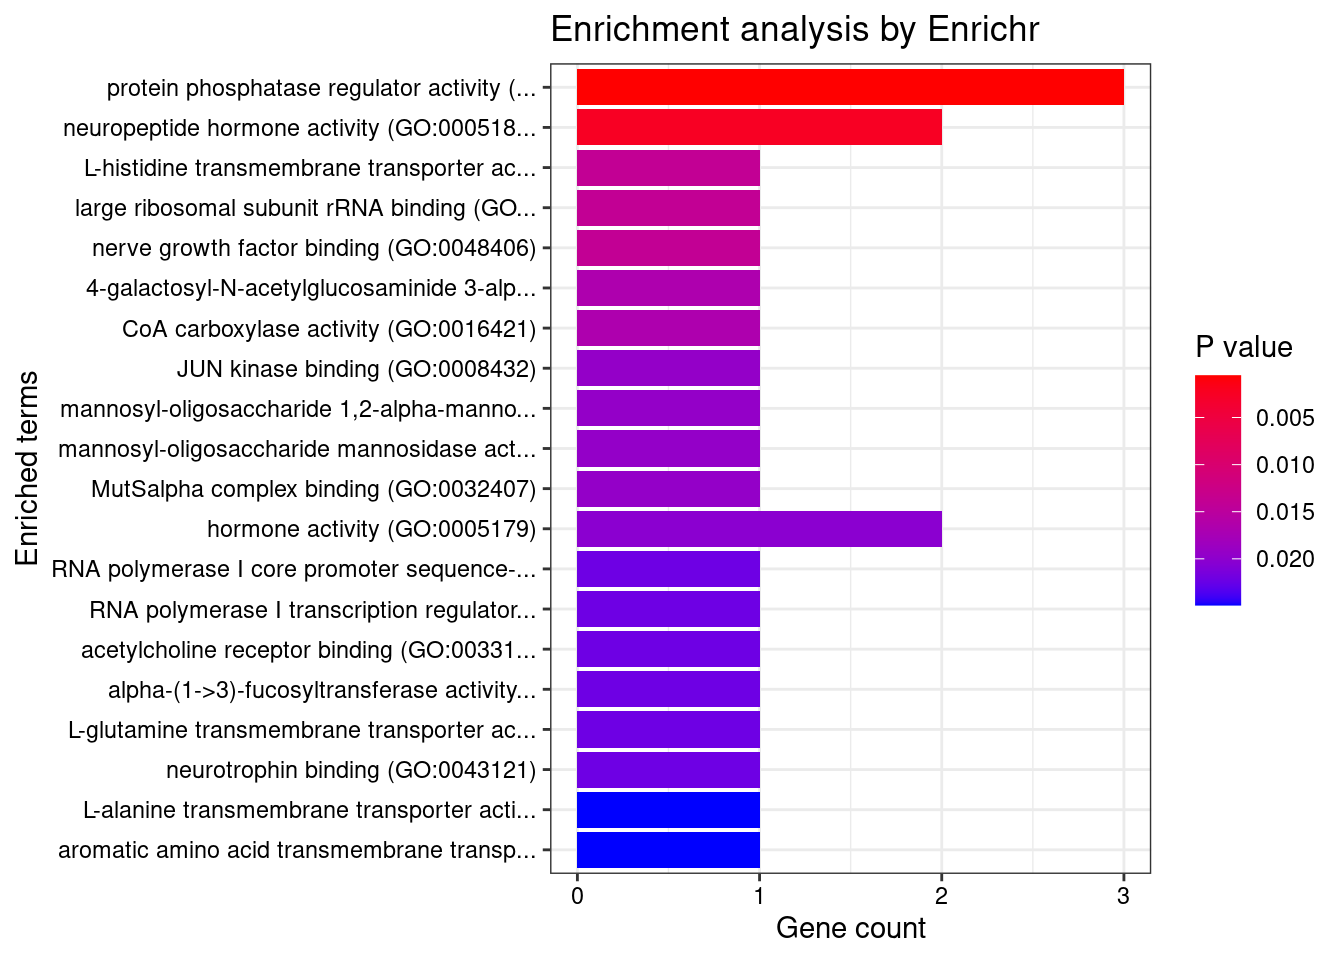 Enrichment analysis by Enrichr
protein phosphatase regulator activity (...
neuropeptide hormone activity (GO:000518...
L-histidine transmembrane transporter ac...
large ribosomal subunit rRNA binding (GO...
nerve growth factor binding (GO:0048406)
4-galactosyl-N-acetylglucosaminide 3-alp...
CoA carboxylase activity (GO:0016421)
JUN kinase binding (GO:0008432)
mannosyl-oligosaccharide 1,2-alpha-manno...
mannosyl-oligosaccharide mannosidase act...
MutSalpha complex binding (GO:0032407)
hormone activity (GO:0005179)
RNA polymerase I core promoter sequence-...
RNA polymerase I transcription regulator...
acetylcholine receptor binding (GO:00331...
alpha-(1->3)-fucosyltransferase activity...
L-glutamine transmembrane transporter ac...
neurotrophin binding (GO:0043121)
L-alanine transmembrane transporter acti...
aromatic amino acid transmembrane transp...
Enriched terms
0 1 2 3
Gene count
P value
0.005
0.010
0.015
0.020